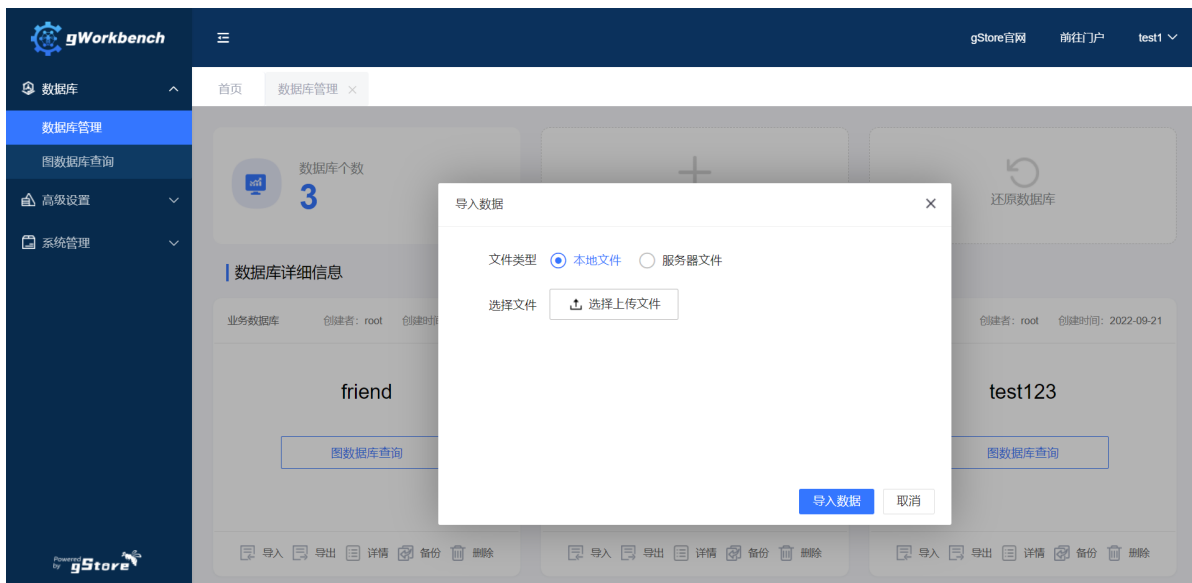 gWorkbench
gStore官网 前往门户 test1
数据库
首页 数据库管理
数据库管理
图数据库查询
高级设置
系统管理
数据库个数
3
还原数据库
导入数据
文件类型 本地文件 服务器文件
选择文件 选择上传文件
导入数据 取消
数据库详细信息
业务数据库 创建者：root 创建时间
创建者：root 创建时间：2022-09-21
friend
test123
图数据库查询
图数据库查询
导入 导出 详情 备份 删除
导入 导出 详情 备份 删除
导入 导出 详情 备份 删除
Powered
by gStore